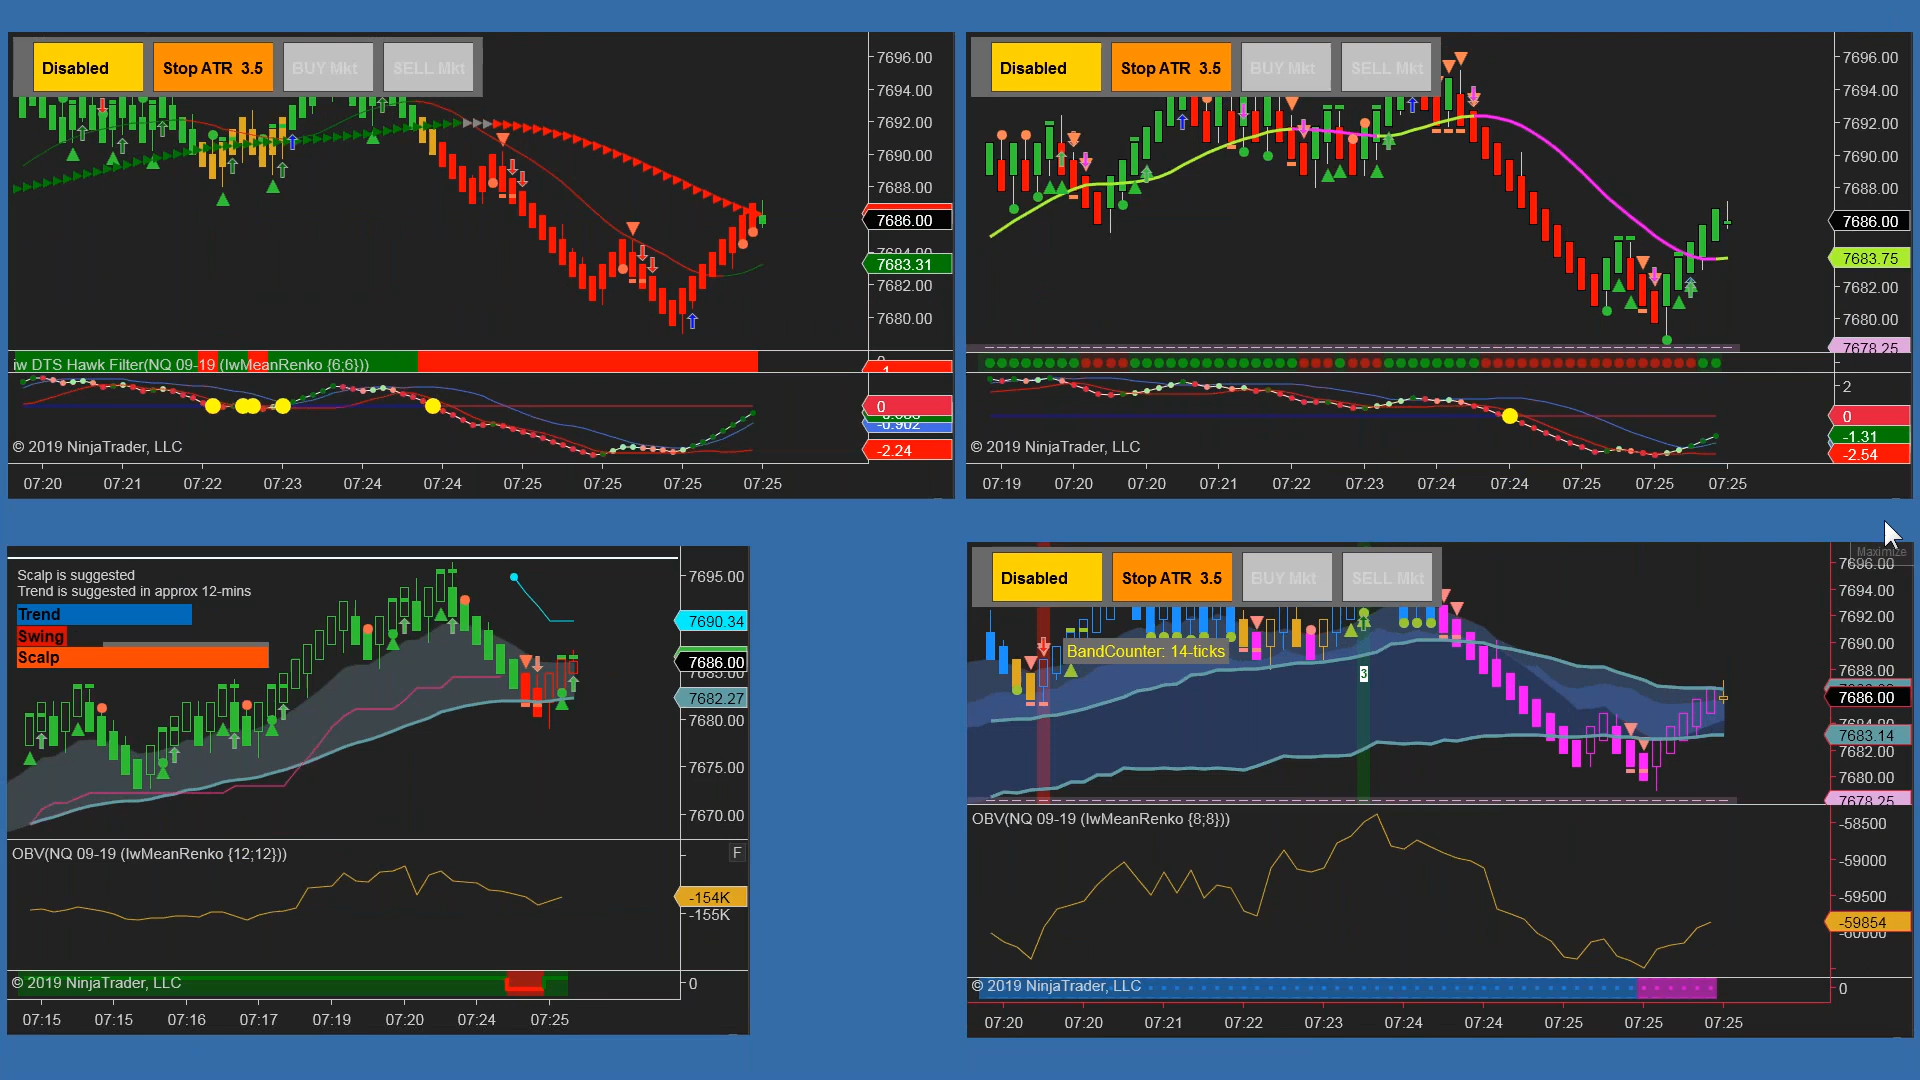 Disabled
Stop ATR 3.5
BUY Mkt
SELL Mkt
7696.00
7694.00
7692.00
7690.00
7688.00
7686.00
7683.31
7682.00
7680.00
iw DTS Hawk Filter(NQ 09-19 (IwMeanRenko {6;6}))
0
-0.902
-2.24
© 2019 NinjaTrader, LLC
07:20 07:21 07:22 07:23 07:24 07:24 07:25 07:25 07:25 07:25
Disabled
Stop ATR 3.5
BUY Mkt
SELL Mkt
7696.00
7694.00
7692.00
7690.00
7688.00
7686.00
7683.75
7682.00
7680.00
7678.25
2
0
-1.31
-2.54
© 2019 NinjaTrader, LLC
07:19 07:20 07:20 07:21 07:22 07:23 07:24 07:24 07:25 07:25 07:25
Scalp is suggested
Trend is suggested in approx 12-mins
Trend
Swing
Scalp
7695.00
7690.34
7686.00
7685.00
7682.27
7680.00
7675.00
7670.00
OBV(NQ 09-19 (IwMeanRenko {12;12}))
F
-154K
-155K
© 2019 NinjaTrader, LLC
0
07:15 07:15 07:16 07:17 07:19 07:20 07:24 07:25
Disabled
Stop ATR 3.5
BUY Mkt
SELL Mkt
Maximize
7696.00
7694.00
7692.00
7690.00
7688.00
7686.00
7684.00
7683.14
7682.00
7680.00
7678.25
BandCounter: 14-ticks
3
OBV(NQ 09-19 (IwMeanRenko {8;8}))
-58500
-59000
-59500
-59854
-60000
© 2019 NinjaTrader, LLC
0
07:20 07:20 07:21 07:22 07:23 07:24 07:24 07:25 07:25 07:25